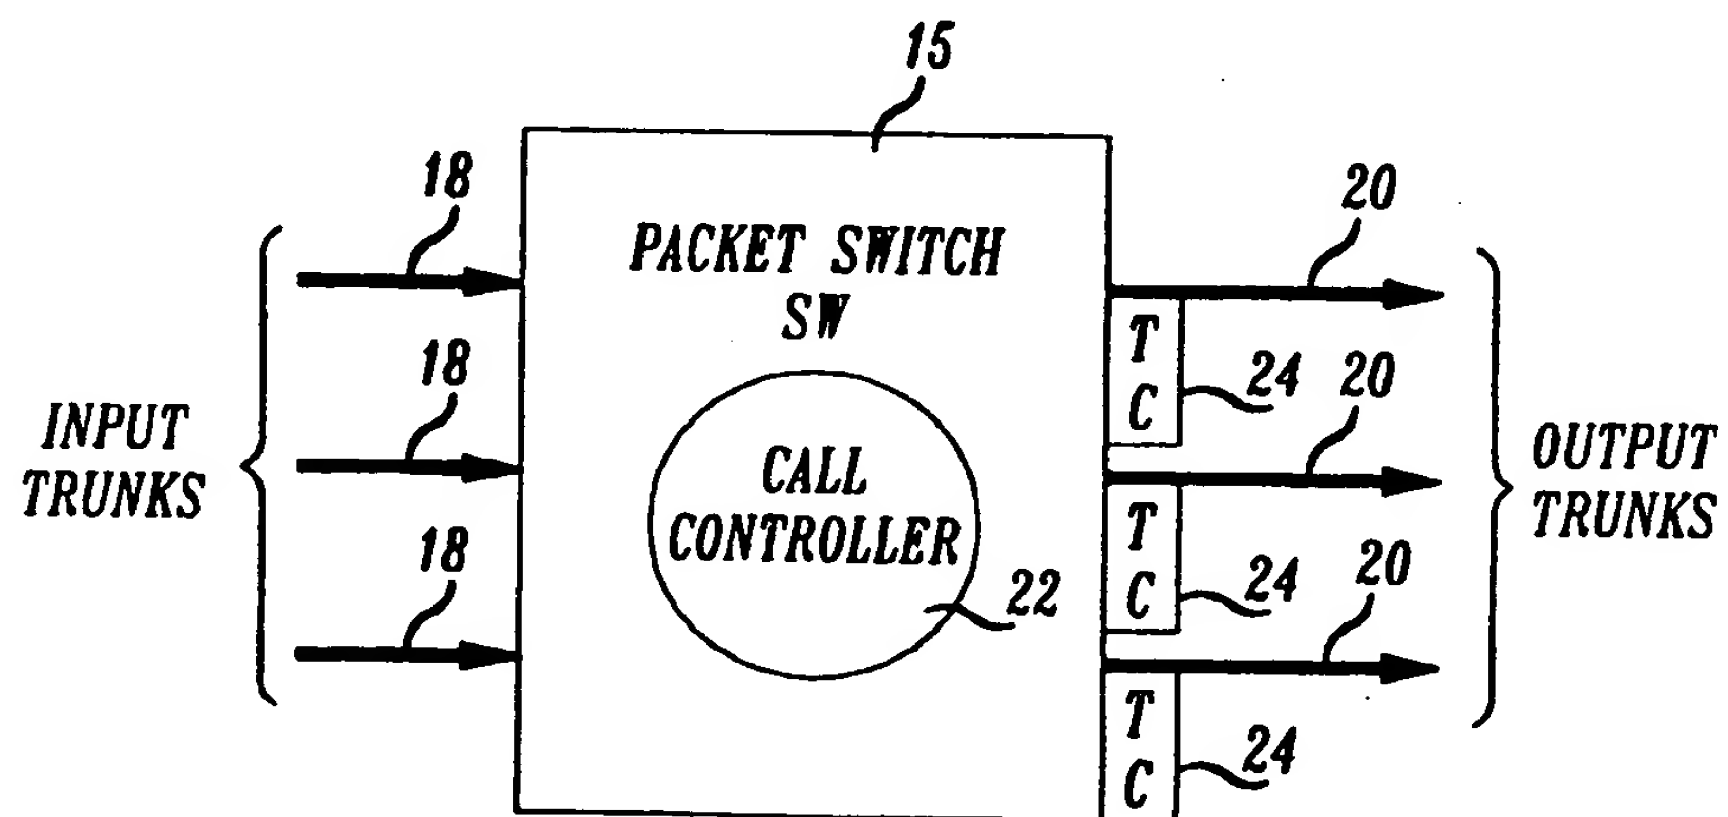 15
18
20
PACKET SWITCH
SW
T
C
24
18
20
INPUT
TRUNKS
CALL
CONTROLLER
OUTPUT
TRUNKS
T
C
24
18
20
22
T
C
24